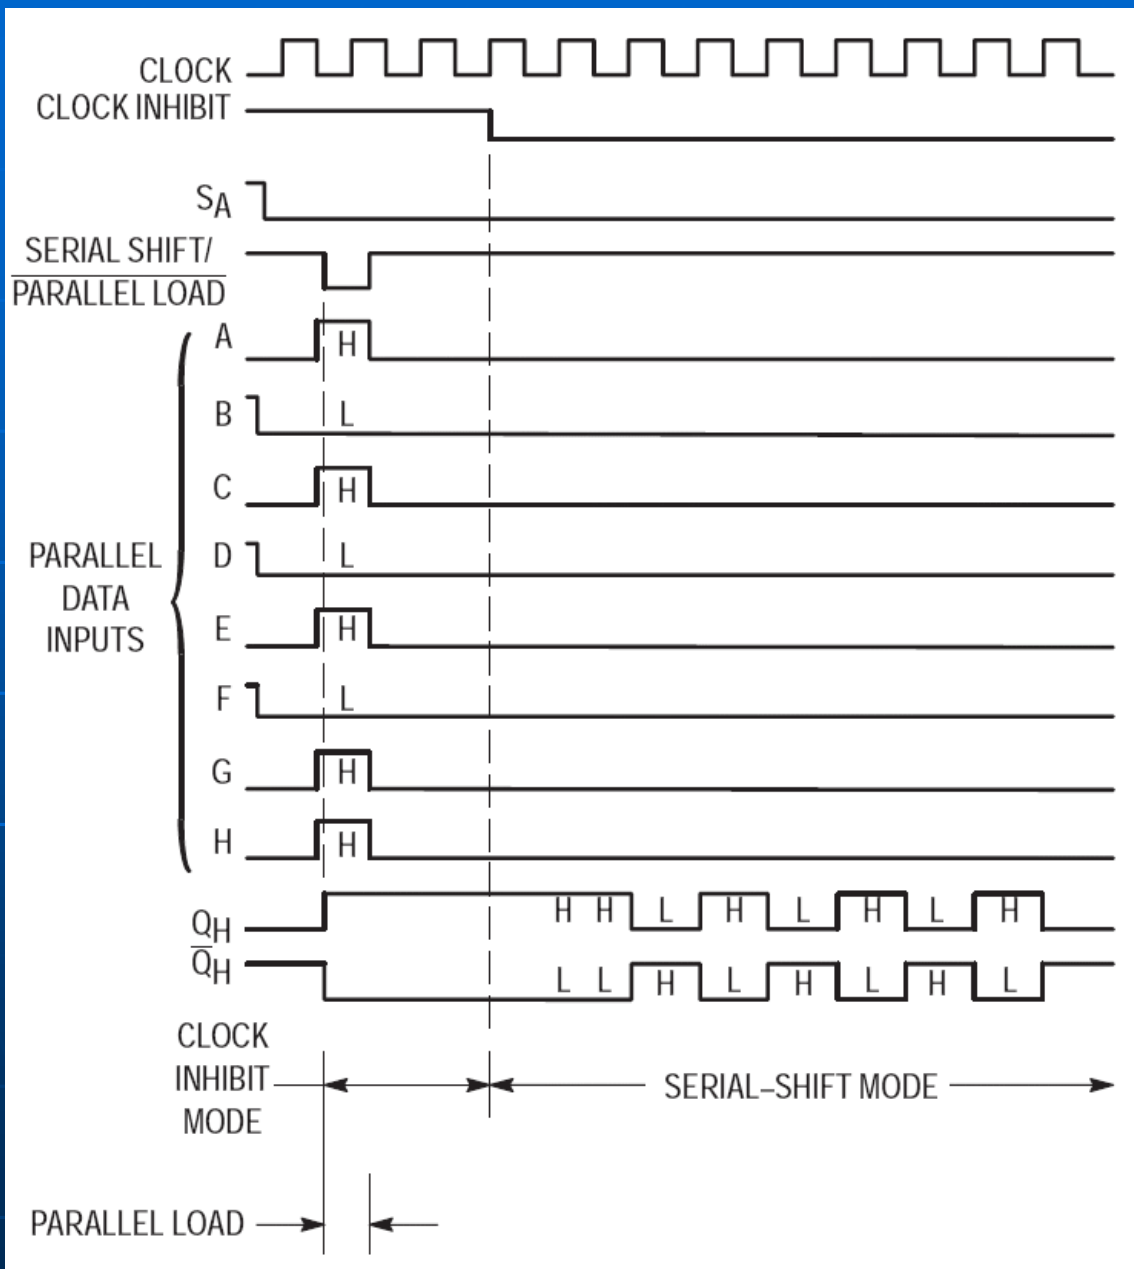 CLOCK
CLOCK INHIBIT
SA
SERIAL SHIFT/
PARALLEL LOAD
A
H
B
L
C
H
PARALLEL
DATA
INPUTS
D
L
E
H
F
L
G
H
H
H
QH
H H L H L H L H
QH
L L H L H L H L
CLOCK
INHIBIT
MODE
SERIAL–SHIFT MODE
PARALLEL LOAD